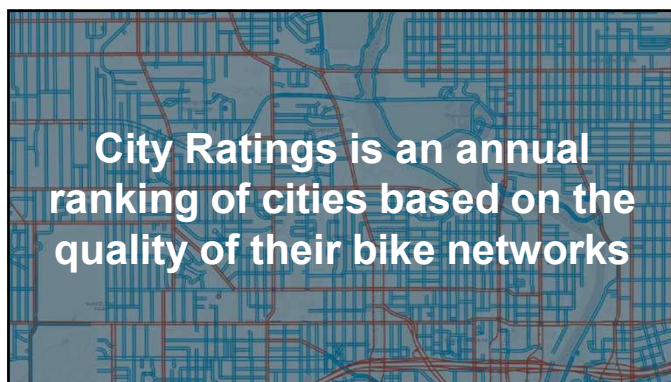 City Ratings is an annual
ranking of cities based on the
quality of their bike networks